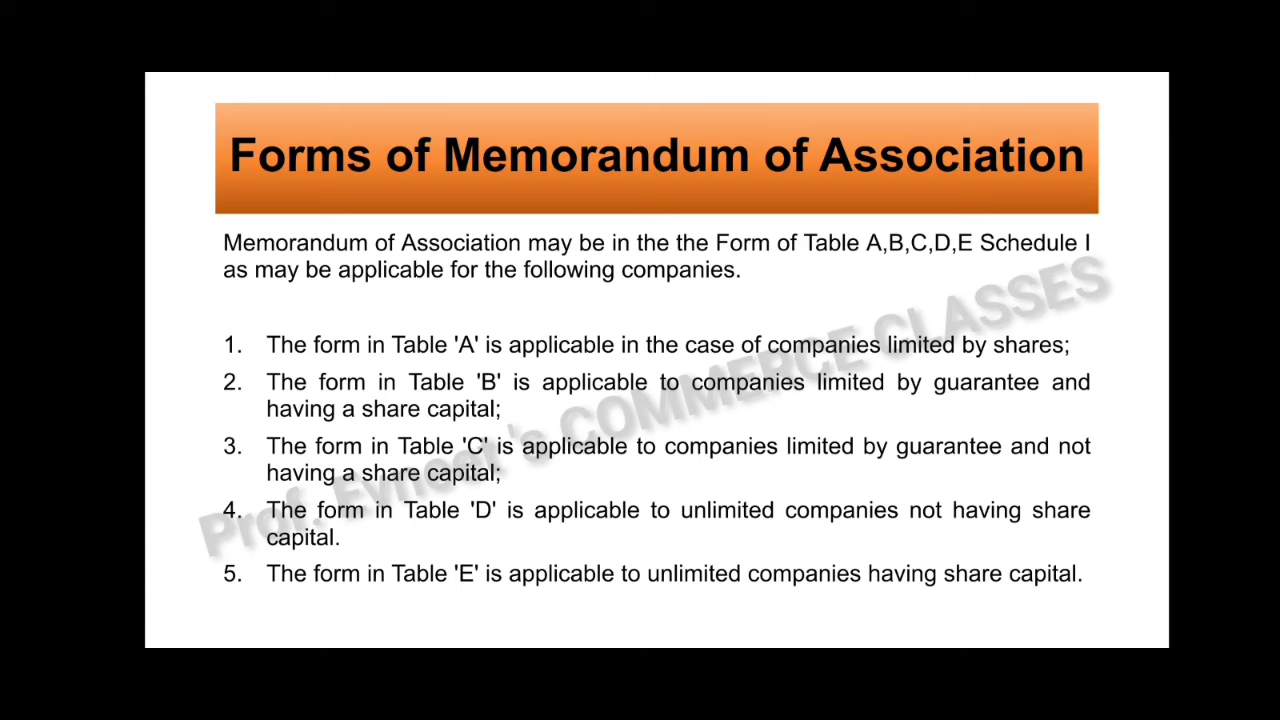 Forms of Memorandum of Association
Memorandum of Association may be in the the Form of Table A,B,C,D,E Schedule I
as may be applicable for the following companies.
1. The form in Table 'A' is applicable in the case of companies limited by shares;
2. The form in Table 'B' is applicable to companies limited by guarantee and
having a share capital;
3. The form in Table 'C' is applicable to companies limited by guarantee and not
having a share capital;
4. The form in Table 'D' is applicable to unlimited companies not having share
capital.
5. The form in Table 'E' is applicable to unlimited companies having share capital.
Prof. Evneet 's COMMERCE CLASSES